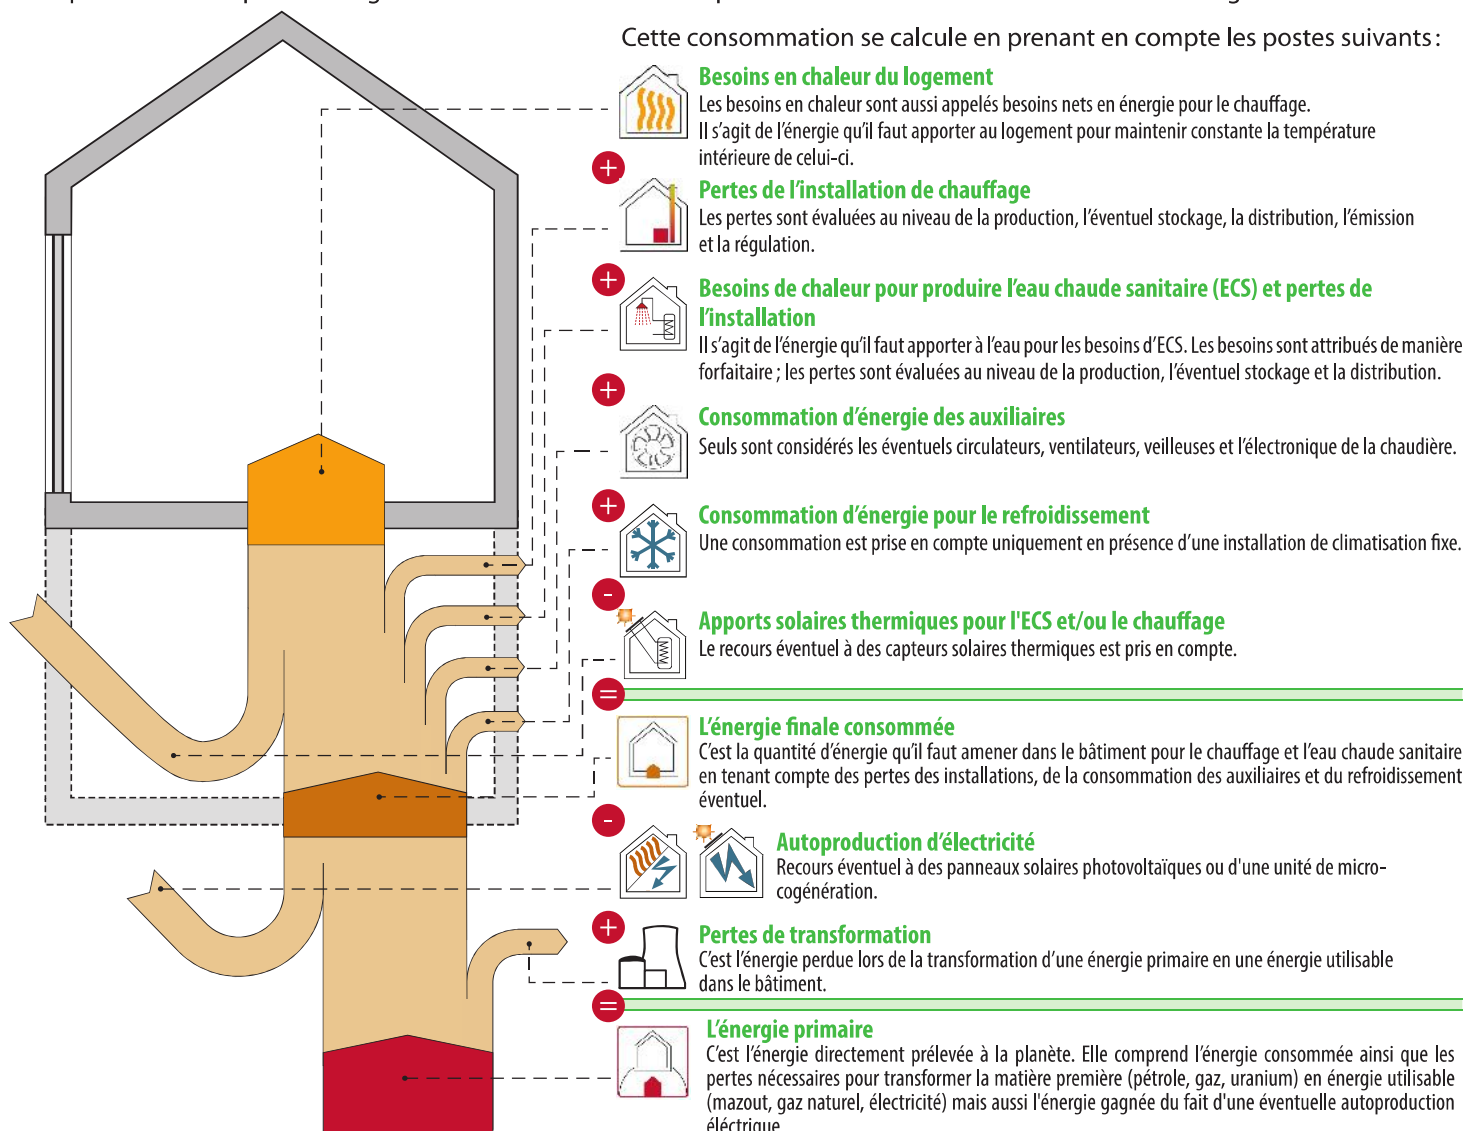 Cette consommation se calcule en prenant en compte les postes suivants :
Besoins en chaleur du logement
Les besoins en chaleur sont aussi appelés besoins nets en énergie pour le chauffage.
Il s'agit de l'énergie qu'il faut apporter au logement pour maintenir constante la température
intérieure de celui-ci.
+
Pertes de l'installation de chauffage
Les pertes sont évaluées au niveau de la production, l'éventuel stockage, la distribution, l'émission
et la régulation.
+
Besoins de chaleur pour produire l'eau chaude sanitaire (ECS) et pertes de
l'installation
Il s'agit de l'énergie qu'il faut apporter à l'eau pour les besoins d'ECS. Les besoins sont attribués de manière
forfaitaire ; les pertes sont évaluées au niveau de la production, l'éventuel stockage et la distribution.
+
Consommation d'énergie des auxiliaires
Seuls sont considérés les éventuels circulateurs, ventilateurs, veilleuses et l'électronique de la chaudière.
+
Consommation d'énergie pour le refroidissement
Une consommation est prise en compte uniquement en présence d'une installation de climatisation fixe.
-
Apports solaires thermiques pour l'ECS et/ou le chauffage
Le recours éventuel à des capteurs solaires thermiques est pris en compte.
=
L'énergie finale consommée
C'est la quantité d'énergie qu'il faut amener dans le bâtiment pour le chauffage et l'eau chaude sanitaire
en tenant compte des pertes des installations, de la consommation des auxiliaires et du refroidissement
éventuel.
-
Autoproduction d'électricité
Recours éventuel à des panneaux solaires photovoltaïques ou d'une unité de micro-
cogénération.
+
Pertes de transformation
C'est l'énergie perdue lors de la transformation d'une énergie primaire en une énergie utilisable
dans le bâtiment.
=
L'énergie primaire
C'est l'énergie directement prélevée à la planète. Elle comprend l'énergie consommée ainsi que les
pertes nécessaires pour transformer la matière première (pétrole, gaz, uranium) en énergie utilisable
(mazout, gaz naturel, électricité) mais aussi l'énergie gagnée du fait d'une éventuelle autoproduction
éléctrique